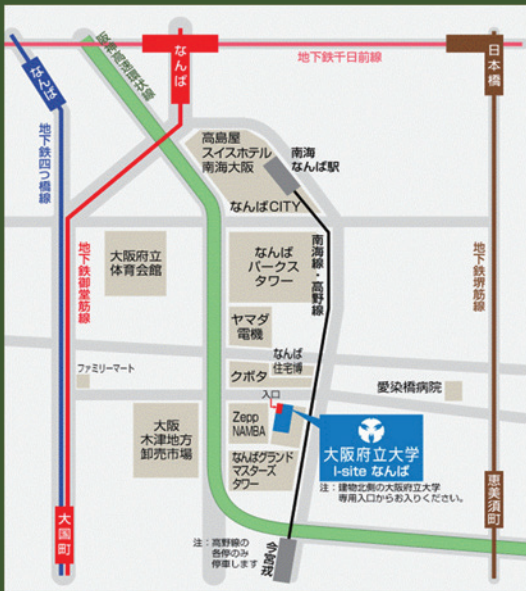 なんば
阪神高速環状線
なんば
地下鉄千日前線
日本橋
地下鉄四つ橋線
高島屋
スイスホテル
南海大阪
南海
なんば駅
なんばCITY
地下鉄御堂筋線
大阪府立
体育会館
なんば
パークス
タワー
南海線・高野線
地下鉄堺筋線
ヤマダ
電機
なんば
住宅博
ファミリーマート
クボタ
愛染橋病院
入口
大阪
木津地方
卸売市場
Zepp
NAMBA
大阪府立大学
I-site なんば
なんばグランド
マスターズ
タワー
注：建物北側の大阪府立大学
専用入口からお入りください。
恵美須町
大国町
注：高野線の
各停のみ
停車します
今宮戎